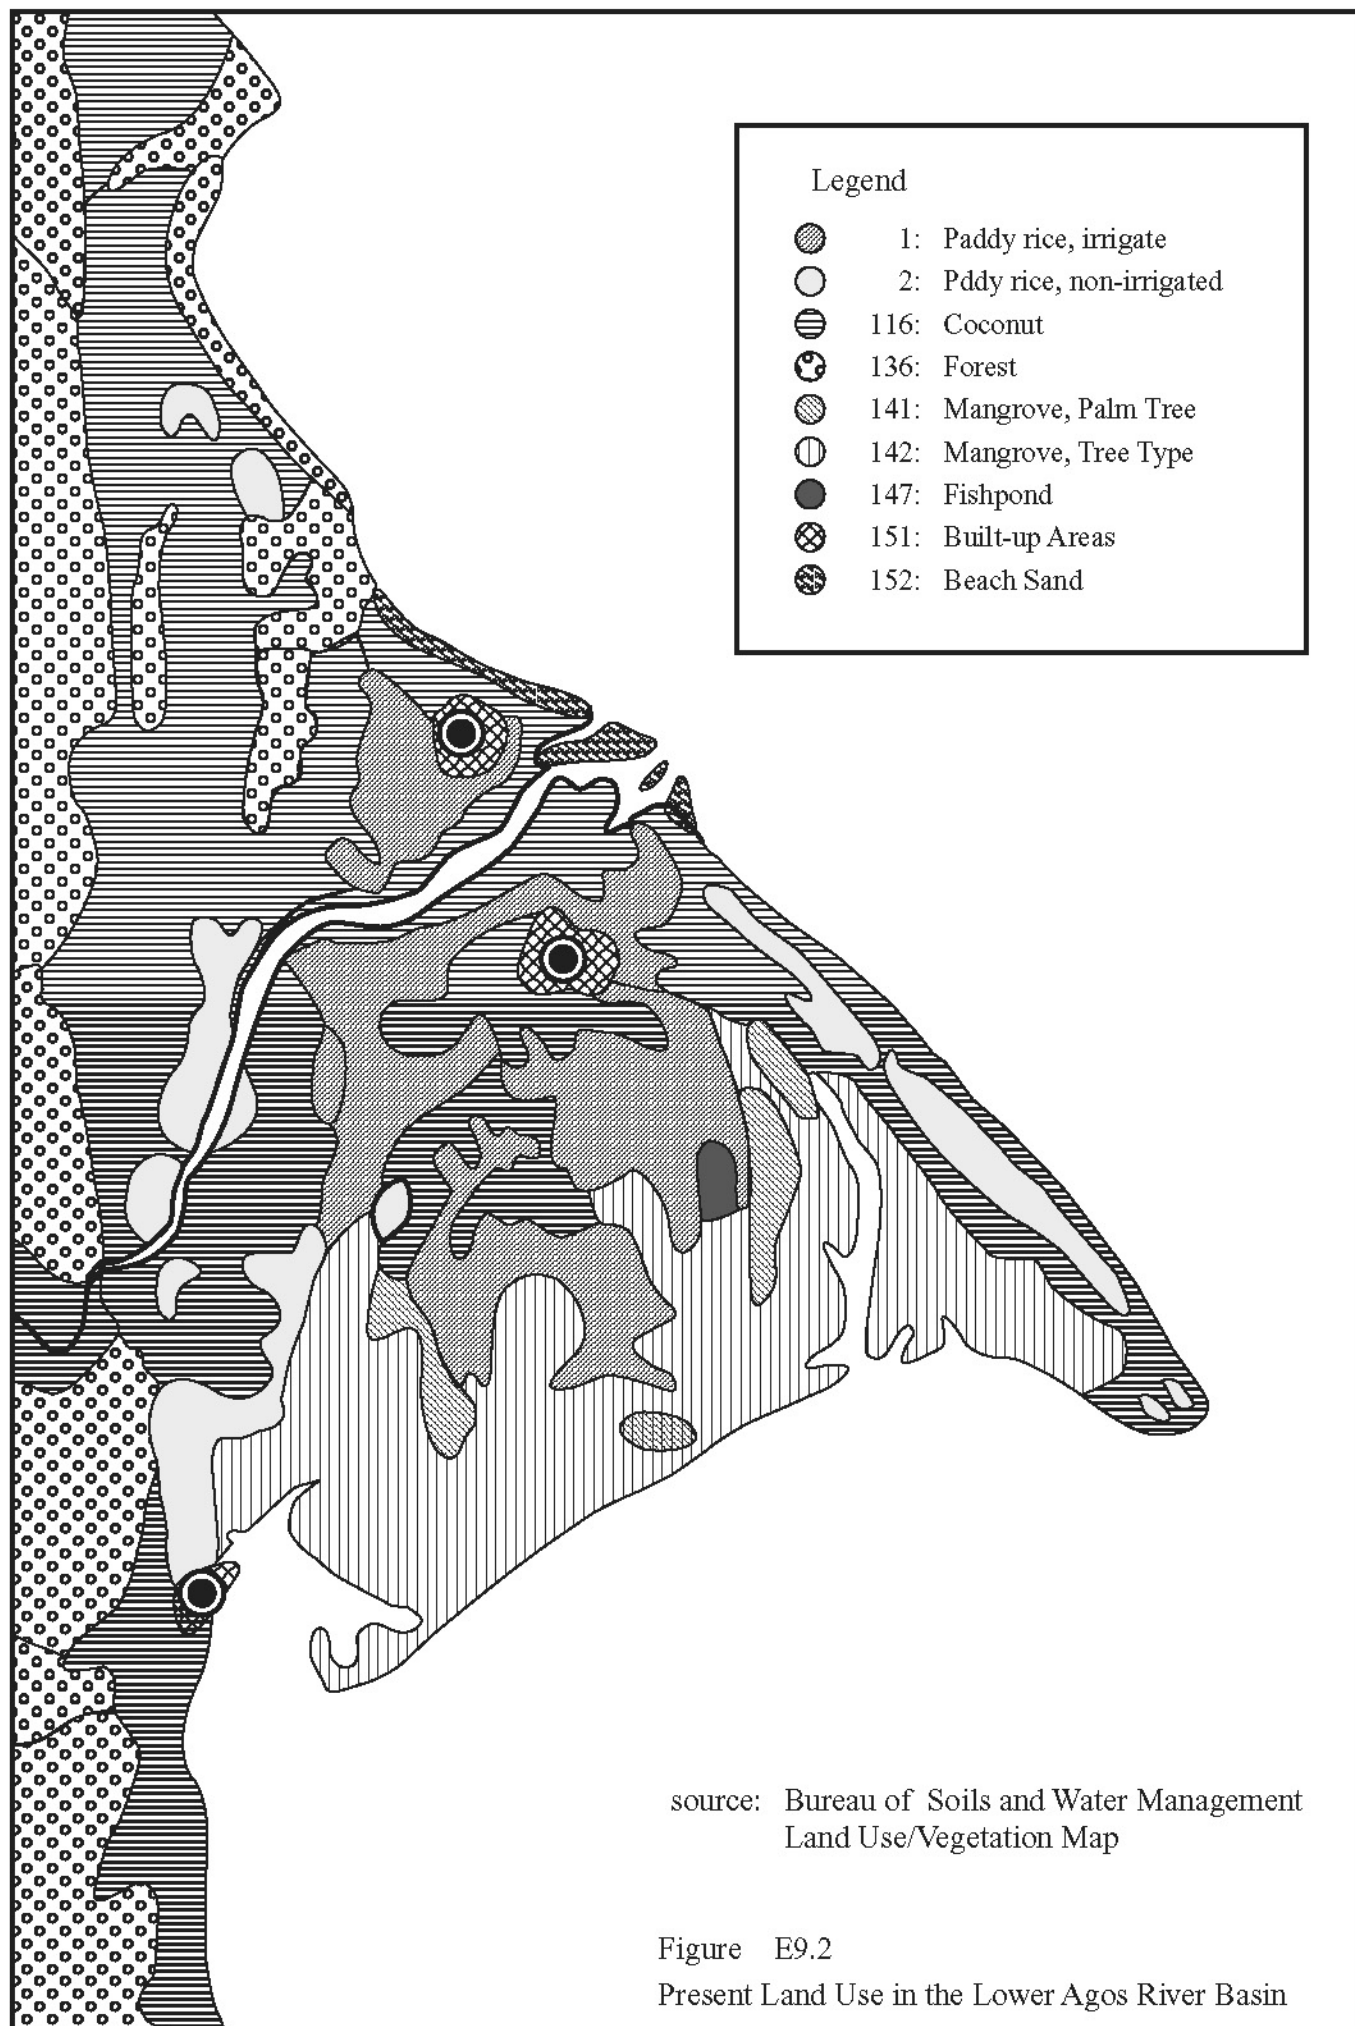 Legend
1: Paddy rice, irrigate
2: Pddy rice, non-irrigated
116: Coconut
136: Forest
141: Mangrove, Palm Tree
142: Mangrove, Tree Type
147: Fishpond
151: Built-up Areas
152: Beach Sand
source: Bureau of Soils and Water Management
Land Use/Vegetation Map
Figure E9.2
Present Land Use in the Lower Agos River Basin